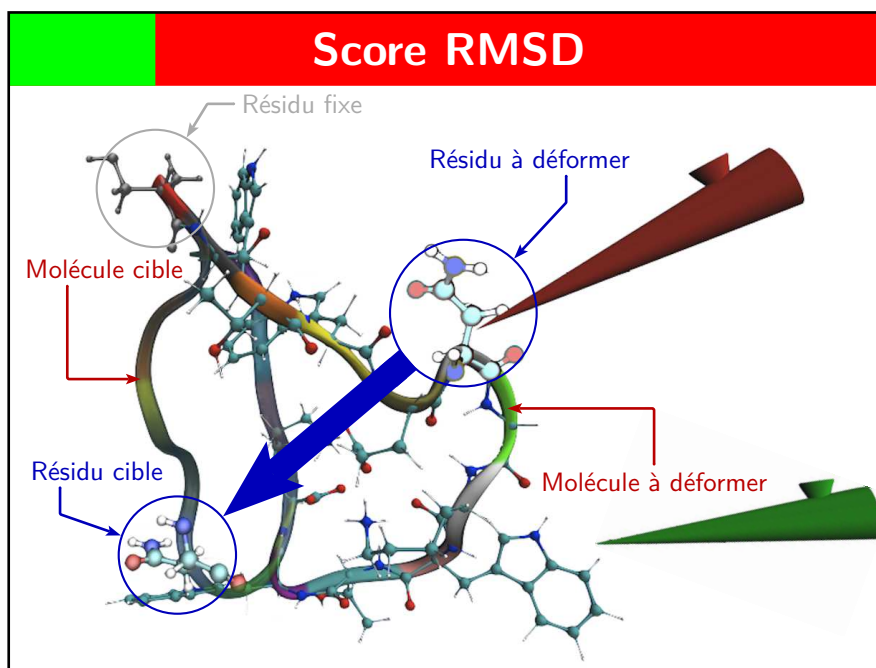 Score RMSD
Résidu fixe
Résidu à déformer
Molécule cible
Résidu cible
Molécule à déformer